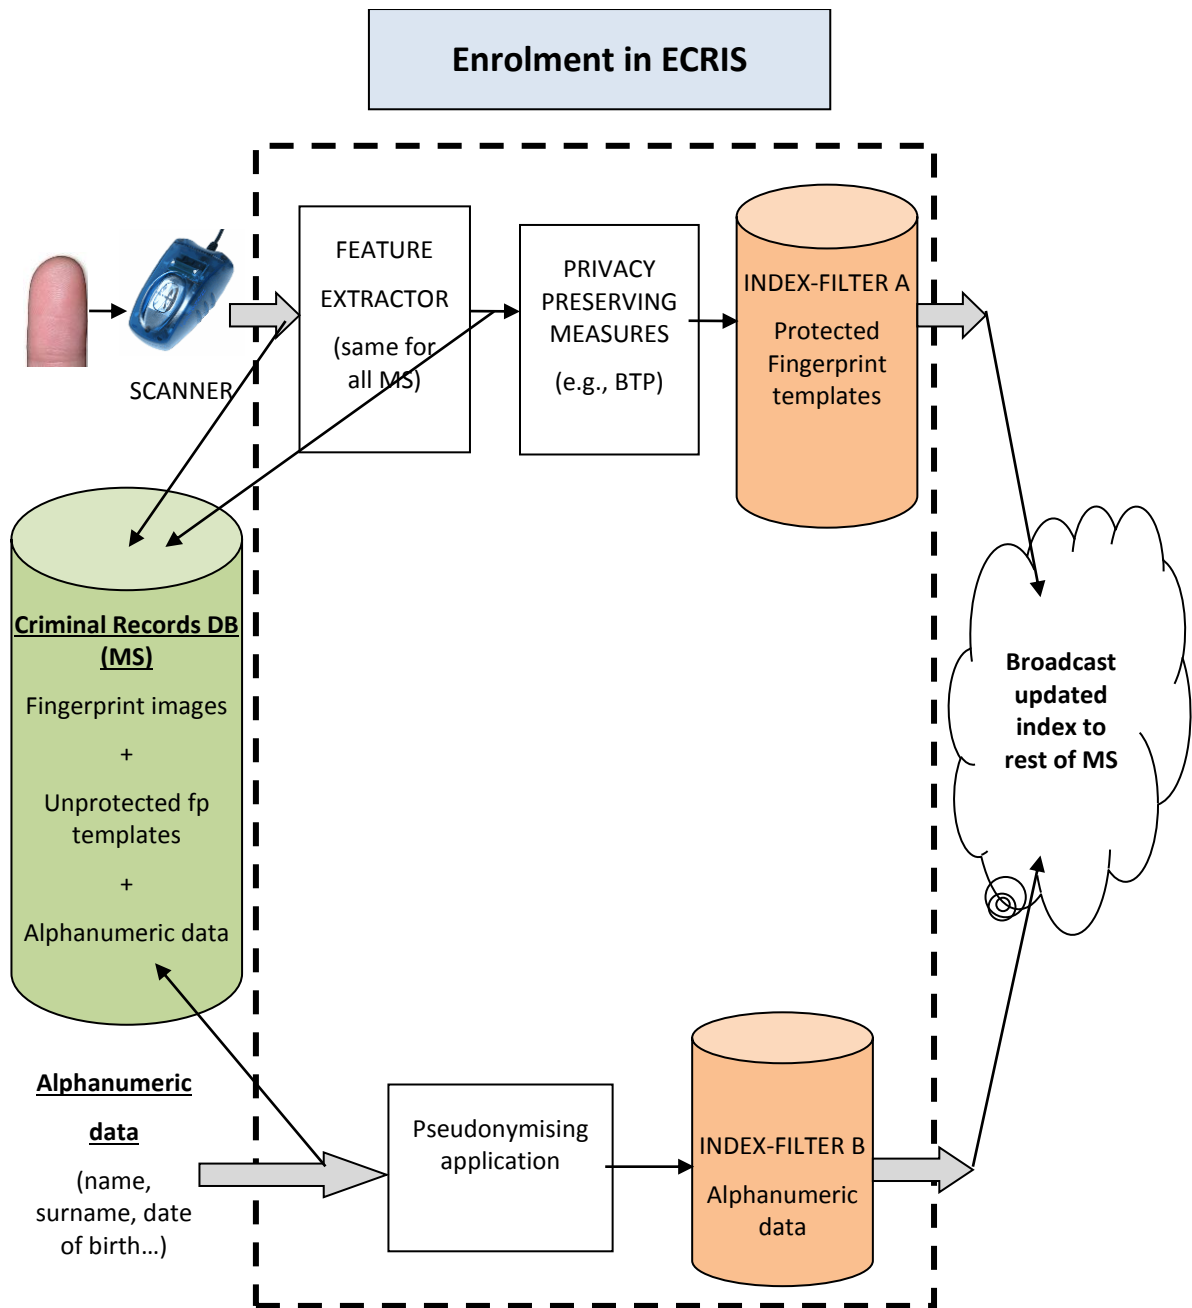 Enrolment in ECRIS
FEATURE
EXTRACTOR
(same for
all MS)
PRIVACY
PRESERVING
MEASURES
(e.g., BTP)
INDEX-FILTER A
Protected
Fingerprint
templates
SCANNER
Criminal Records DB
(MS)
Fingerprint images
+
Unprotected fp
templates
+
Alphanumeric data
Broadcast
updated
index to
rest of MS
Alphanumeric
data
(name,
surname, date
of birth…)
Pseudonymising
application
INDEX-FILTER B
Alphanumeric
data